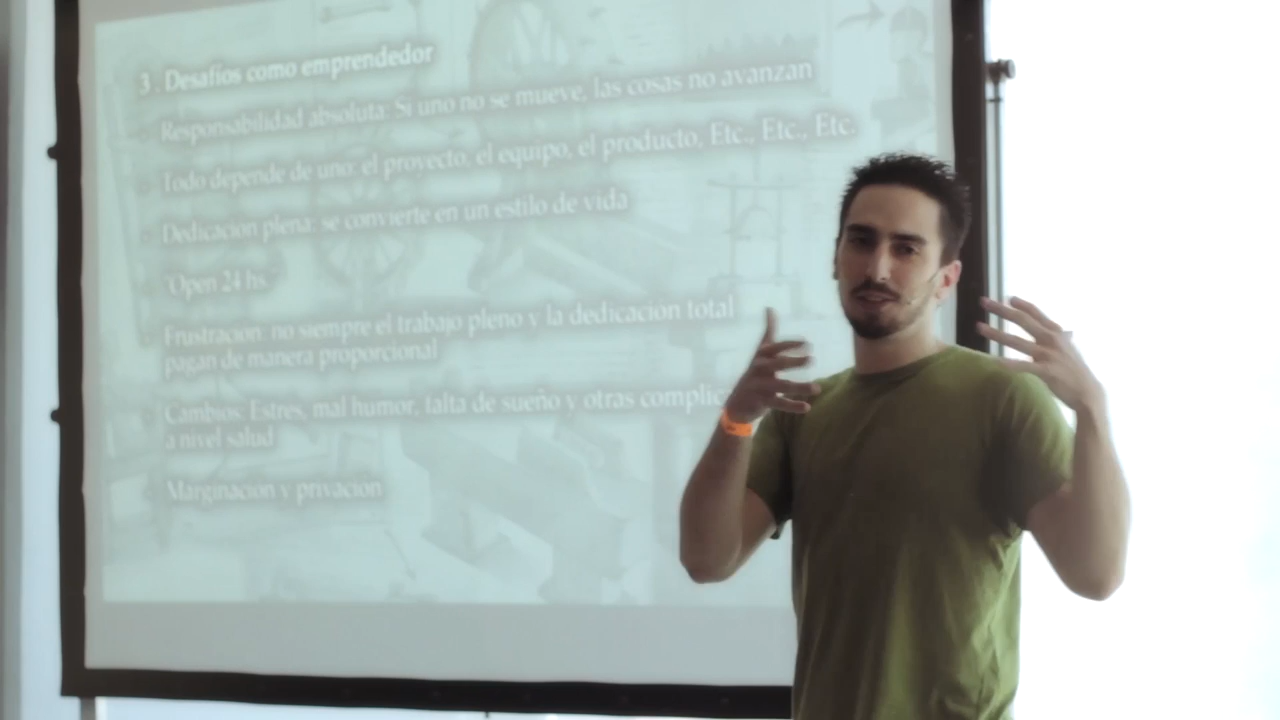 3 . Desafíos como emprendedor
Responsabilidad absoluta: Si uno no se mueve, las cosas no avanzan
Todo depende de uno: el proyecto, el equipo, el producto, Etc., Etc., Etc.
Dedicación plena: se convierte en un estilo de vida
"Open 24 hs.
Frustración: no siempre el trabajo pleno y la dedicación total
pagan de manera proporcional
Cambios: Estres, mal humor, falta de sueño y otras
a nivel salud
Marginación y privación